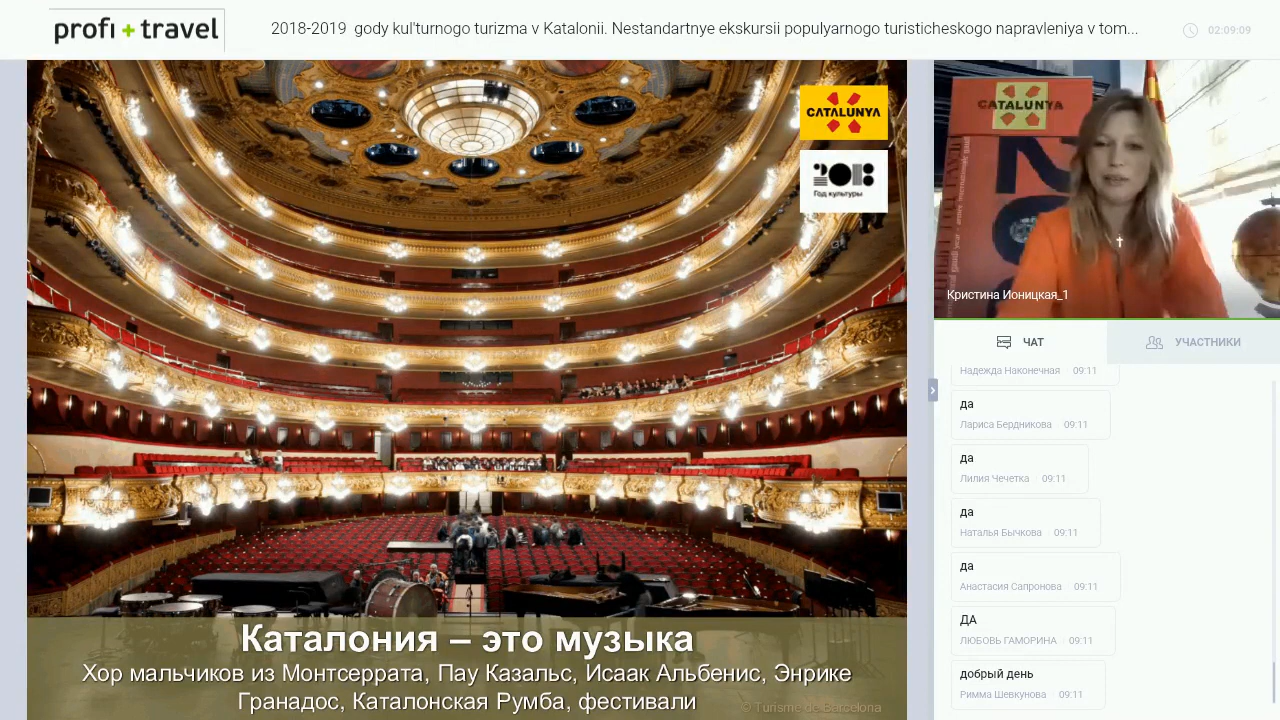 profi + travel
2018-2019 gody kul'turnogo turizma v Katalonii. Nestandartnye ekskursii populyarnogo turisticheskogo napravleniya v tom...
02:09:09
CATALUNYA
2018
Год культуры
CATALUNYA
Кристина Ионицкая_1
ЧАТ
УЧАСТНИКИ
Надежда Наконечная 09:11
да
Лариса Бердникова 09:11
да
Лилия Чечетка 09:11
да
Наталья Бычкова 09:11
да
Анастасия Сапронова 09:11
ДА
ЛЮБОВЬ ГАМОРИНА 09:11
добрый день
Римма Шевкунова 09:11
Каталония – это музыка
Хор мальчиков из Монтсеррата, Пау Казальс, Исаак Альбенис, Энрике
Гранадос, Каталонская Румба, фестивали
© Turisme de Barcelona